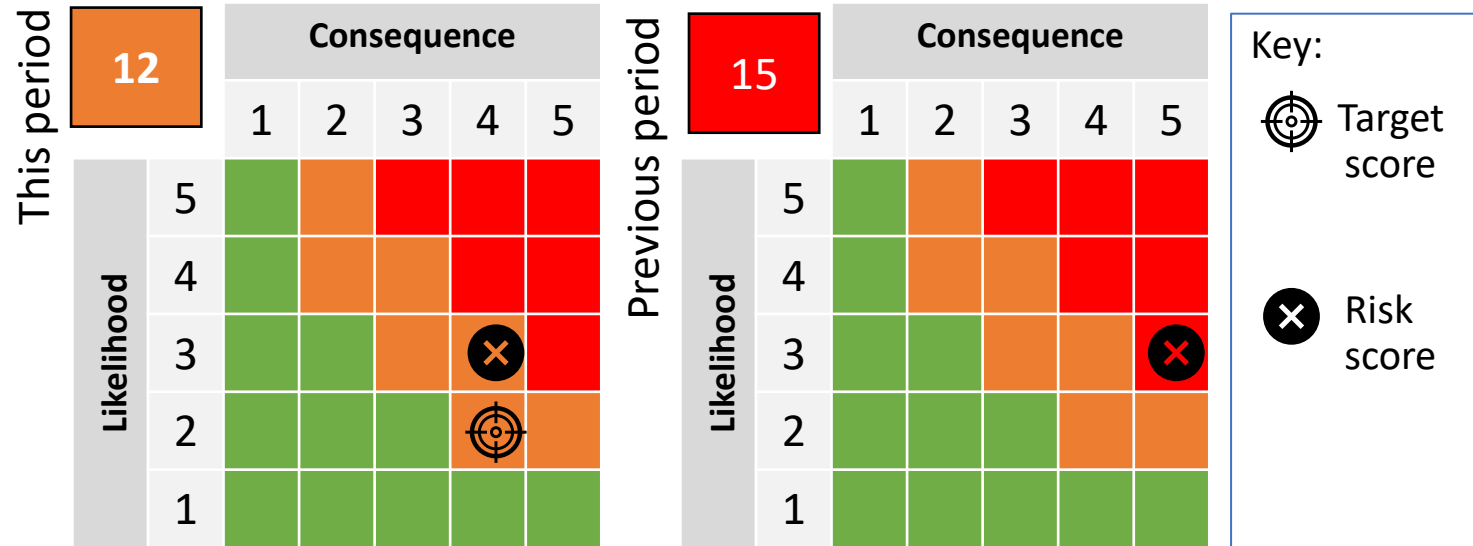 This period
12
Consequence
1 2 3 4 5
Likelihood
5
4
3
2
1
Previous period
15
Consequence
1 2 3 4 5
Likelihood
5
4
3
2
1
Key:
Target
score
Risk
score